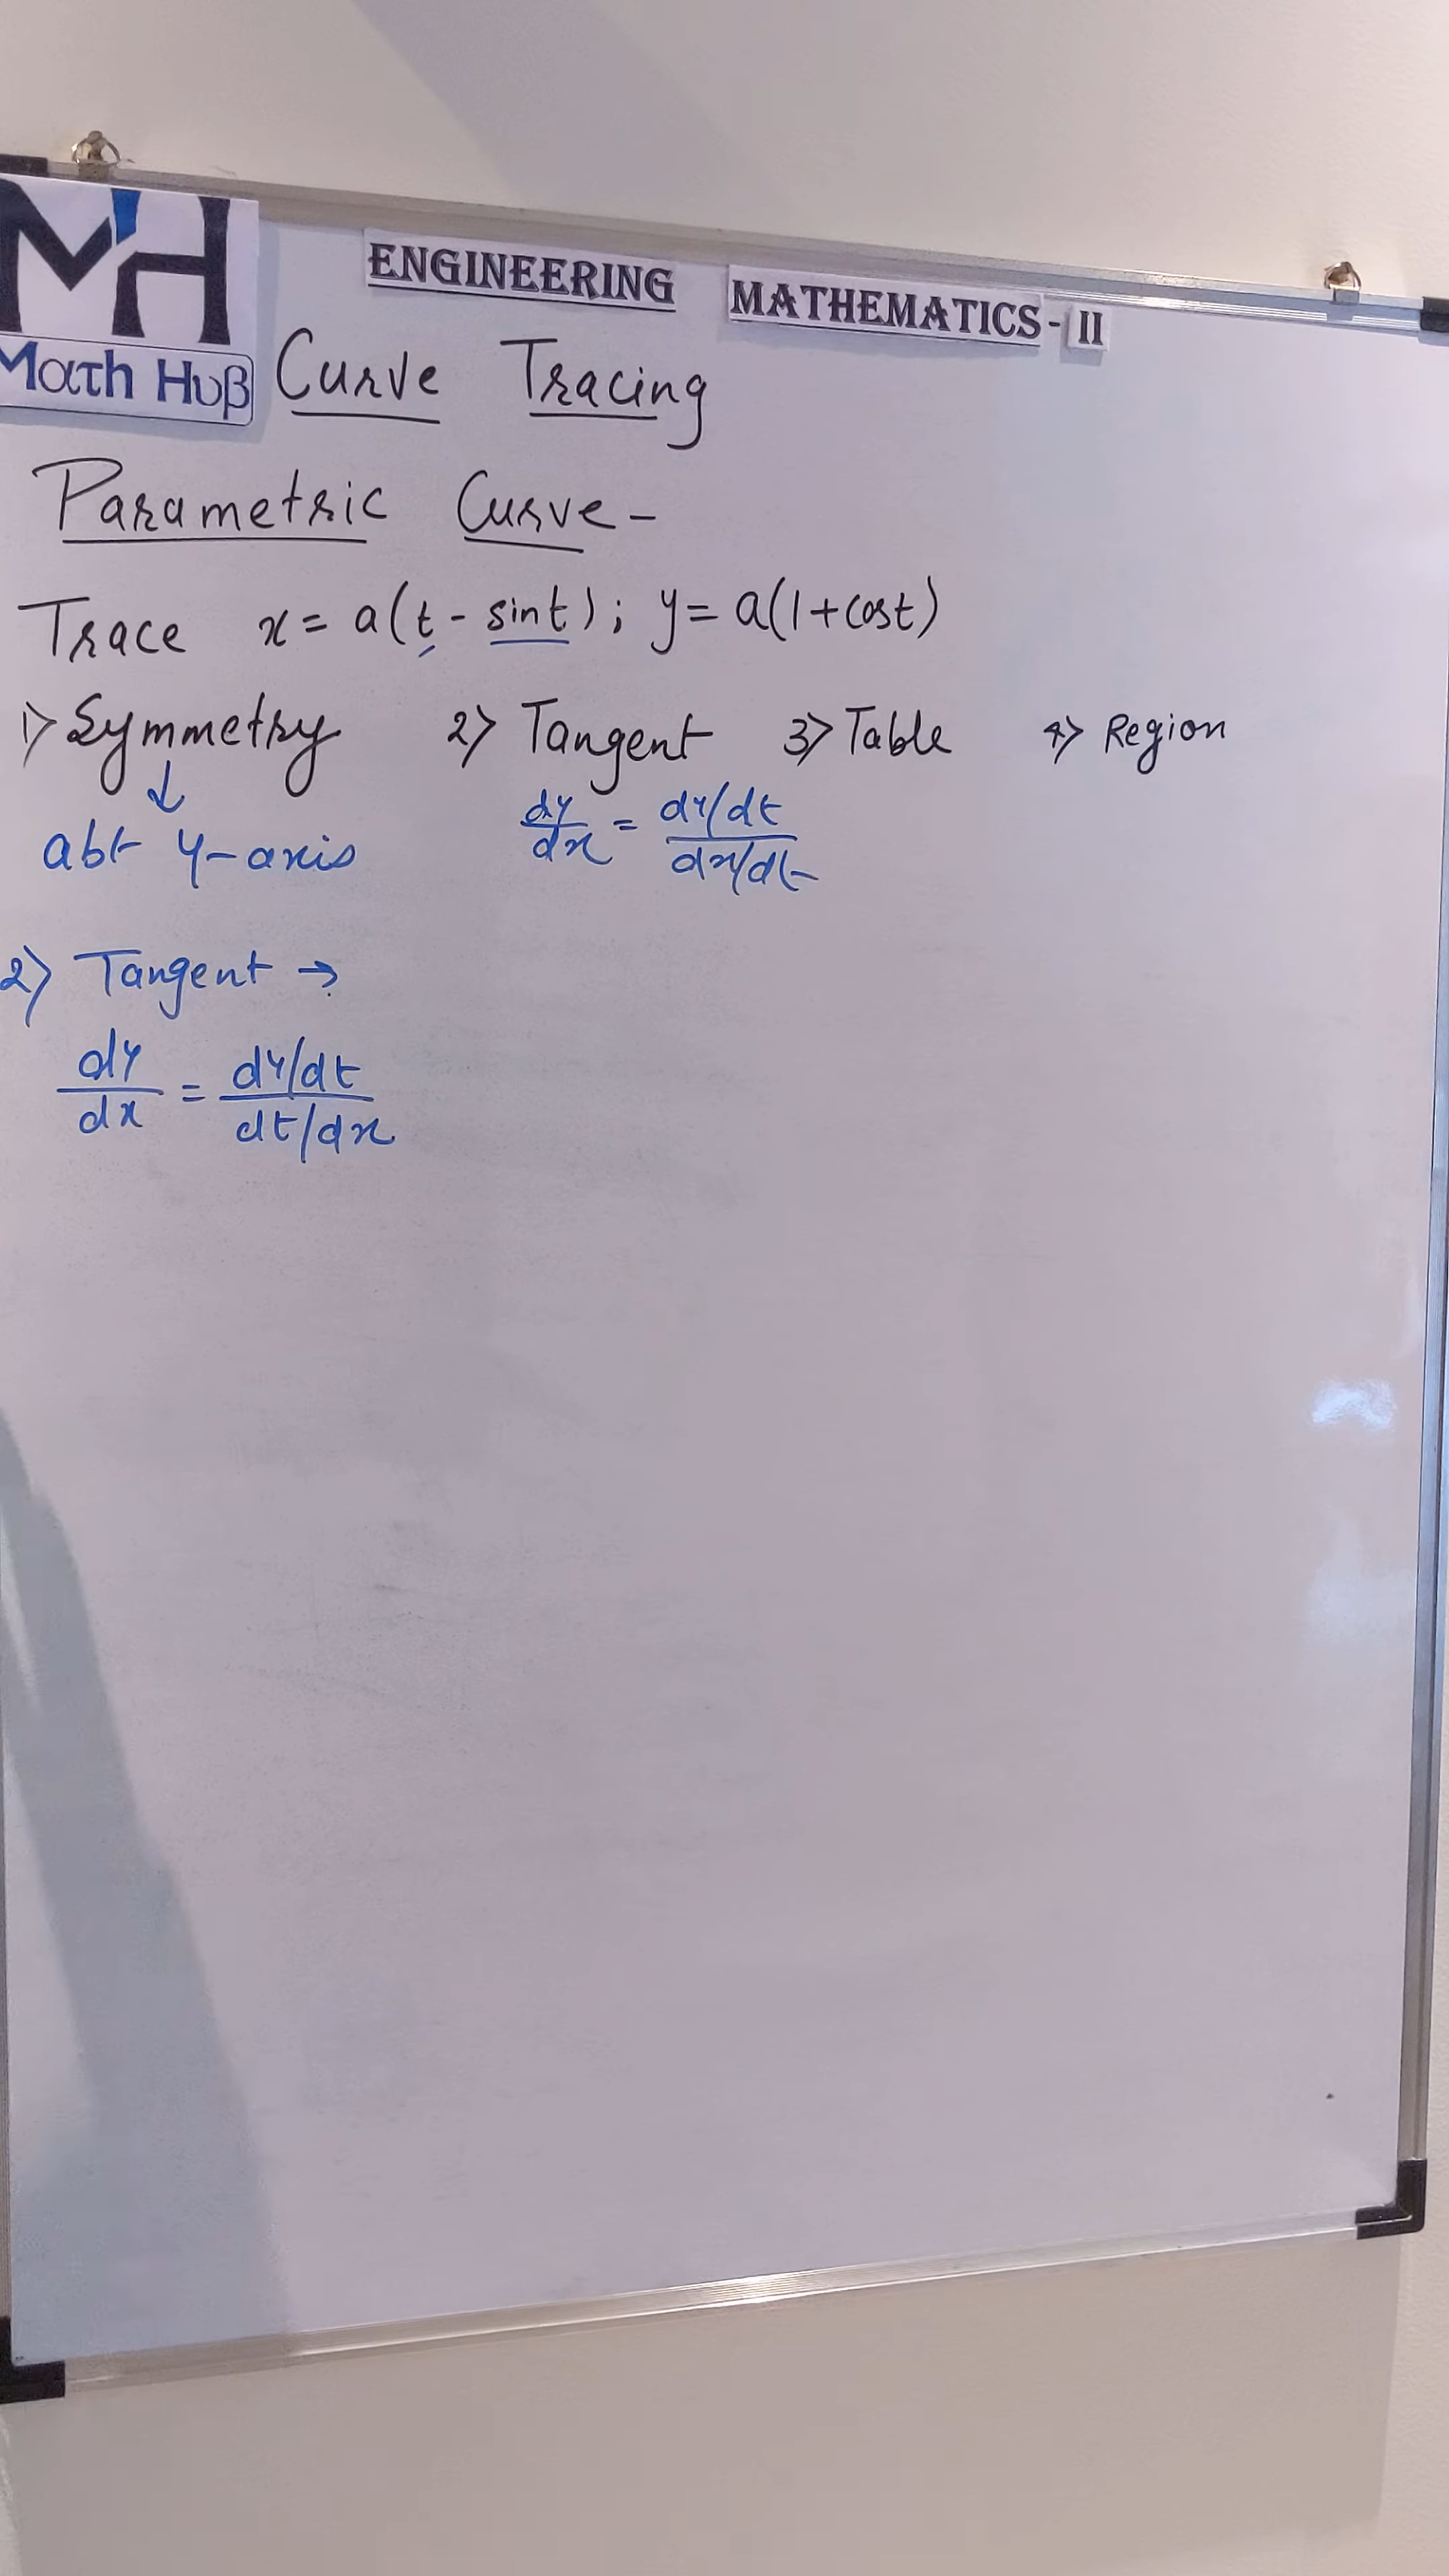 MH
Math Huβ
ENGINEERING MATHEMATICS - II
Curve Tracing
Parametric Curve -
Trace x = a(t - sint); y = a(1+cost)
1> Symmetry 2> Tangent 3> Table 4> Region
↓
abt y-axis
dy/dx = (dy/dt)/(dx/dt)
2> Tangent →
dy/dx = (dy/dt)/(dt/dx)